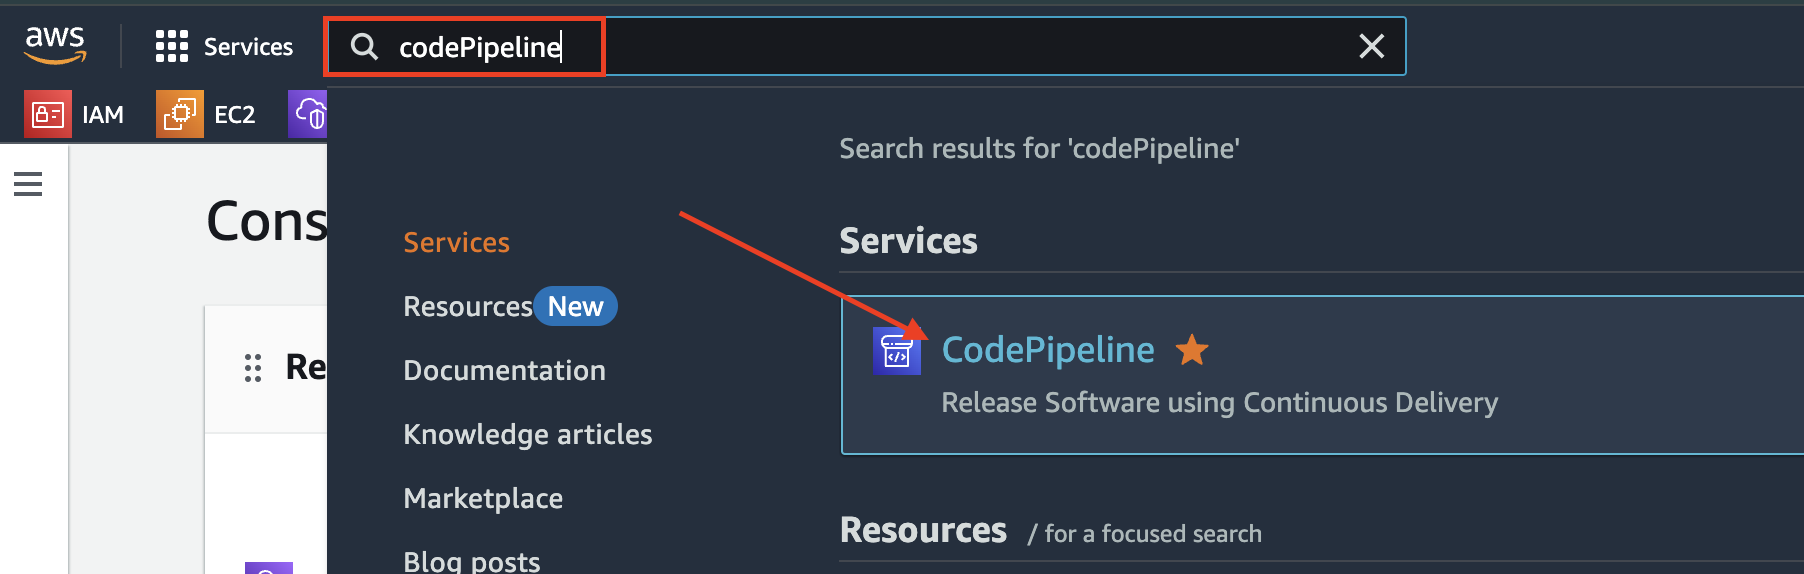 aws
Services
codePipeline
IAM
EC2
Search results for 'codePipeline'
Cons
Re
Services
Resources New
Documentation
Knowledge articles
Marketplace
Blog posts
Services
CodePipeline
Release Software using Continuous Delivery
Resources / for a focused search